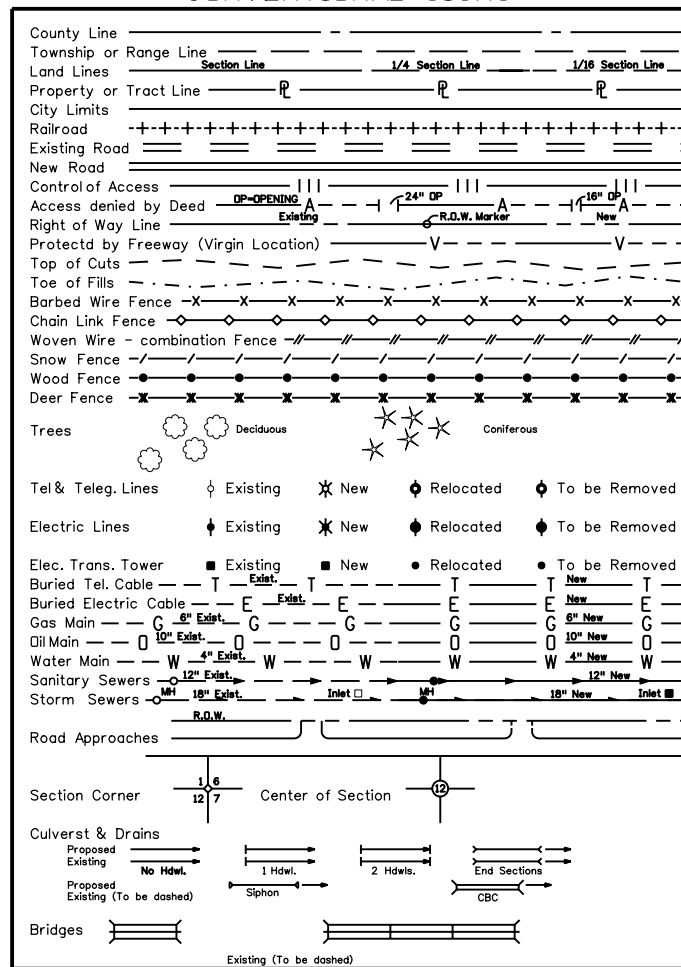 County Line
Township or Range Line
Land Lines Section Line 1/4 Section Line 1/16 Section Line
Property or Tract Line PL PL PL
City Limits
Railroad
Existing Road
New Road
Control of Access
Access denied by Deed OP=OPENING A 24" OP A 16" OP A
Right of Way Line Existing R.O.W. Marker New
Protectd by Freeway (Virgin Location) V V
Top of Cuts
Toe of Fills
Barbed Wire Fence
Chain Link Fence
Woven Wire - combination Fence
Snow Fence
Wood Fence
Deer Fence
Trees Deciduous Coniferous
Tel & Teleg. Lines Existing New Relocated To be Removed
Electric Lines Existing New Relocated To be Removed
Elec. Trans. Tower Existing New Relocated To be Removed
Buried Tel. Cable T Exist. T T T New T
Buried Electric Cable E Exist. E E E New E
Gas Main G 6" Exist. G G G G 6" New G
Oil Main O 10" Exist. O O O O 10" New O
Water Main W 4" Exist. W W W W 4" New W
Sanitary Sewers 12" Exist. 12" New
Storm Sewers MH 18" Exist. Inlet MH 18" New Inlet
R.O.W.
Road Approaches
Section Corner 1 6 12 7 Center of Section 12
Culverst & Drains
Proposed
Existing
No Hdwl. 1 Hdwl. 2 Hdwls. End Sections
Proposed
Existing (To be dashed) Siphon CBC
Bridges
Existing (To be dashed)